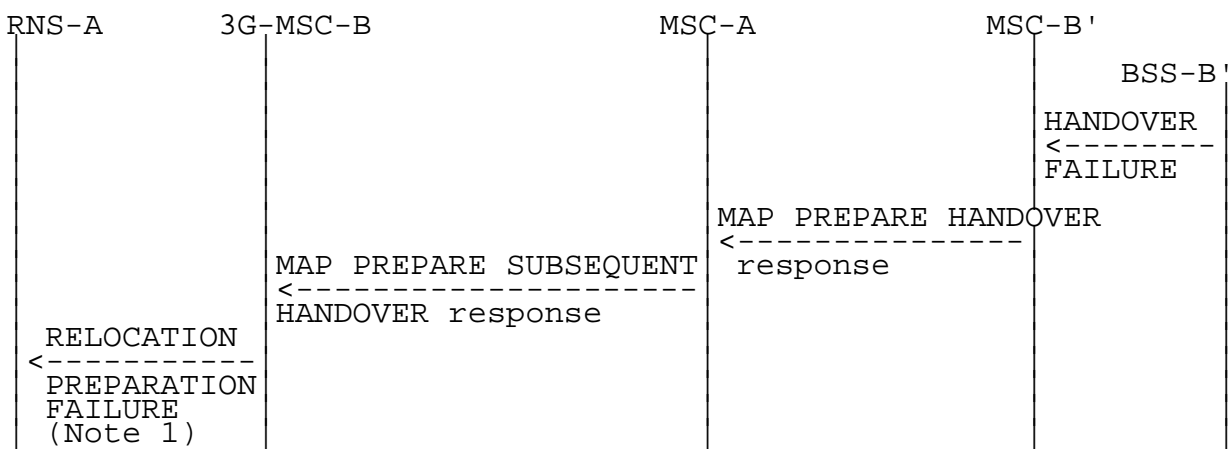 RNS-A 3G-MSC-B MSC-A MSC-B'
BSS-B'
HANDOVER
<--------
FAILURE
MAP PREPARE HANDOVER
<---------------
response
MAP PREPARE SUBSEQUENT
<---------------------
HANDOVER response
RELOCATION
<-----------
PREPARATION
FAILURE
(Note 1)